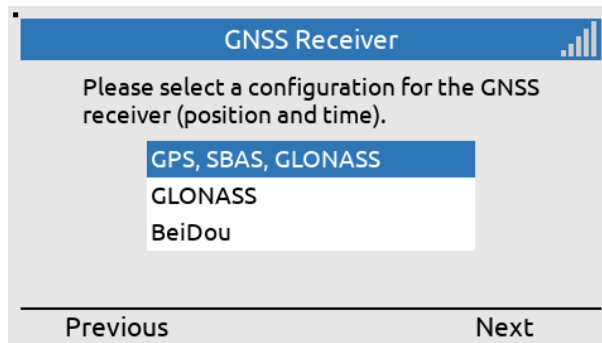 GNSS Receiver
Please select a configuration for the GNSS
receiver (position and time).
GPS, SBAS, GLONASS
GLONASS
BeiDou
Previous Next